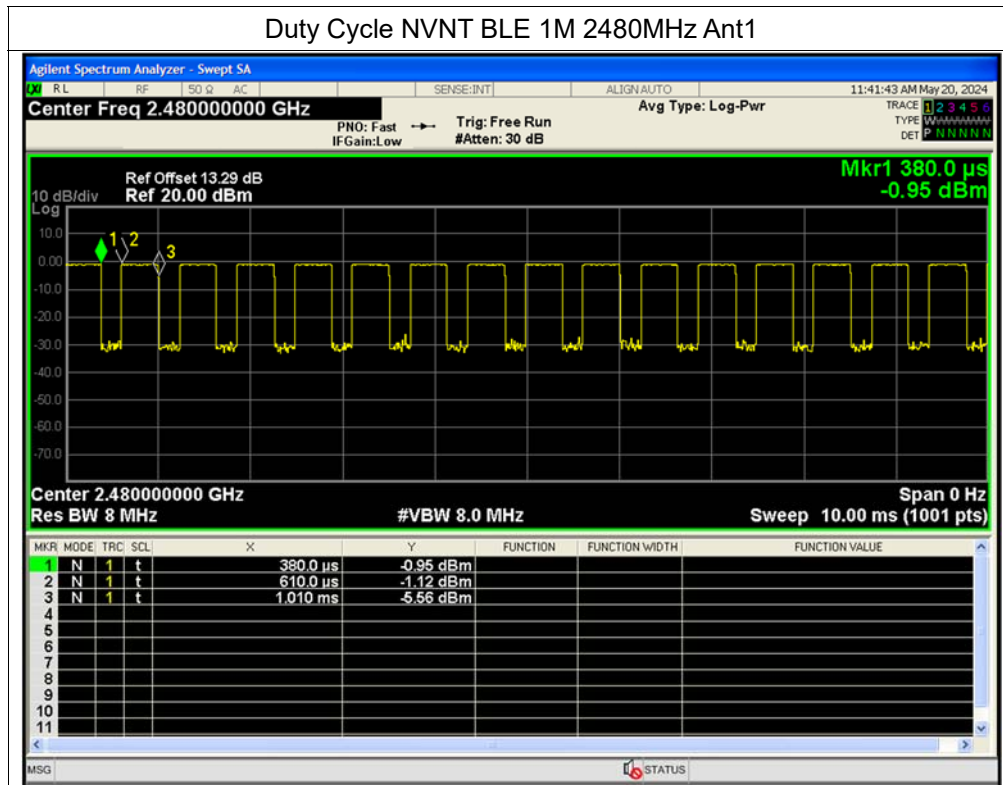 Duty Cycle NVNT BLE 1M 2480MHz Ant1
Agilent Spectrum Analyzer - Swept SA
RL RF 50 Ω AC SENSE:INT ALIGN AUTO 11:41:43 AM May 20, 2024
Center Freq 2.480000000 GHz Avg Type: Log-Pwr TRACE 1 2 3 4 5 6
PNO: Fast Trig: Free Run TYPE W
IFGain:Low #Atten: 30 dB DET P N N N N N
Ref Offset 13.29 dB Mkr1 380.0 µs
10 dB/div Ref 20.00 dBm -0.95 dBm
Log
10.0
0.00
-10.0
-20.0
-30.0
-40.0
-50.0
-60.0
-70.0
1 2 3
Center 2.480000000 GHz Span 0 Hz
Res BW 8 MHz #VBW 8.0 MHz Sweep 10.00 ms (1001 pts)
MKR MODE TRC SCL X Y FUNCTION FUNCTION WIDTH FUNCTION VALUE
1 N 1 t 380.0 µs -0.95 dBm
2 N 1 t 610.0 µs -1.12 dBm
3 N 1 t 1.010 ms -5.56 dBm
4
5
6
7
8
9
10
11
MSG STATUS